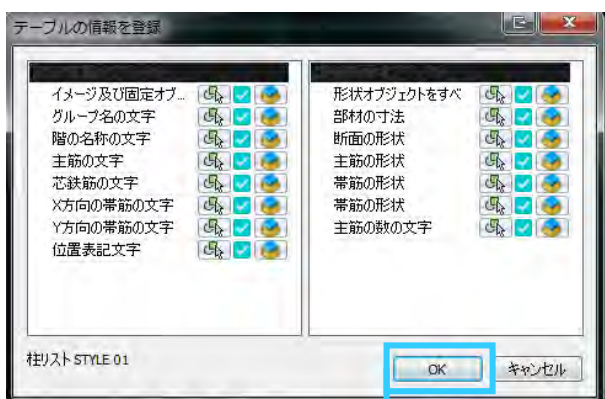 テーブルの情報を登録
イメージ及び固定オブ...
グループ名の文字
階の名称の文字
主筋の文字
芯鉄筋の文字
X方向の帯筋の文字
Y方向の帯筋の文字
位置表記文字
形状オブジェクトをすべ
部材の寸法
断面の形状
主筋の形状
帯筋の形状
帯筋の形状
主筋の数の文字
柱リスト STYLE 01
OK
キャンセル